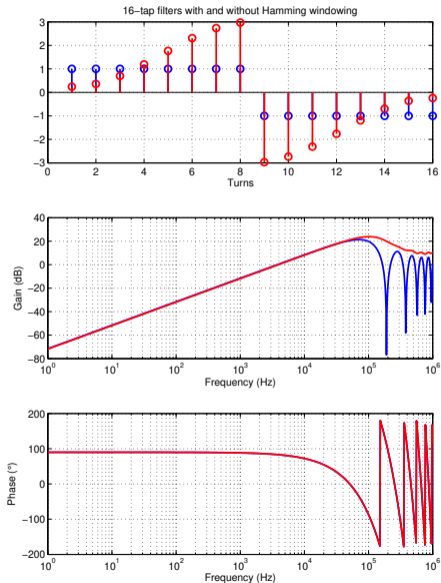 16-tap filters with and without Hamming windowing
3
2
1
0
−1
−2
−3
0 2 4 6 8 10 12 14 16
Turns
40
20
0
−20
−40
−60
−80
Gain (dB)
10^0 10^1 10^2 10^3 10^4 10^5 10^6
Frequency (Hz)
200
100
0
−100
−200
Phase (°)
10^0 10^1 10^2 10^3 10^4 10^5 10^6
Frequency (Hz)